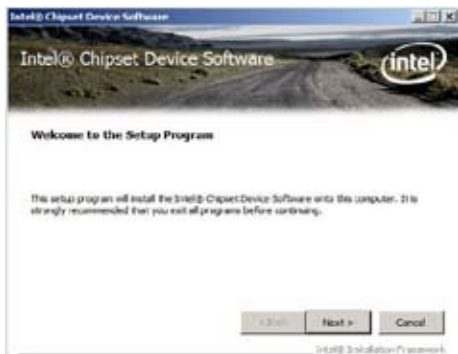 Intel® Chipset Device Software
Intel® Chipset Device Software
intel
Welcome to the Setup Program
This setup program will install the Intel® Chipset Device Software onto this computer. It is
strongly recommended that you exit all programs before continuing.
< Back
Next >
Cancel
Intel® Installation Framework